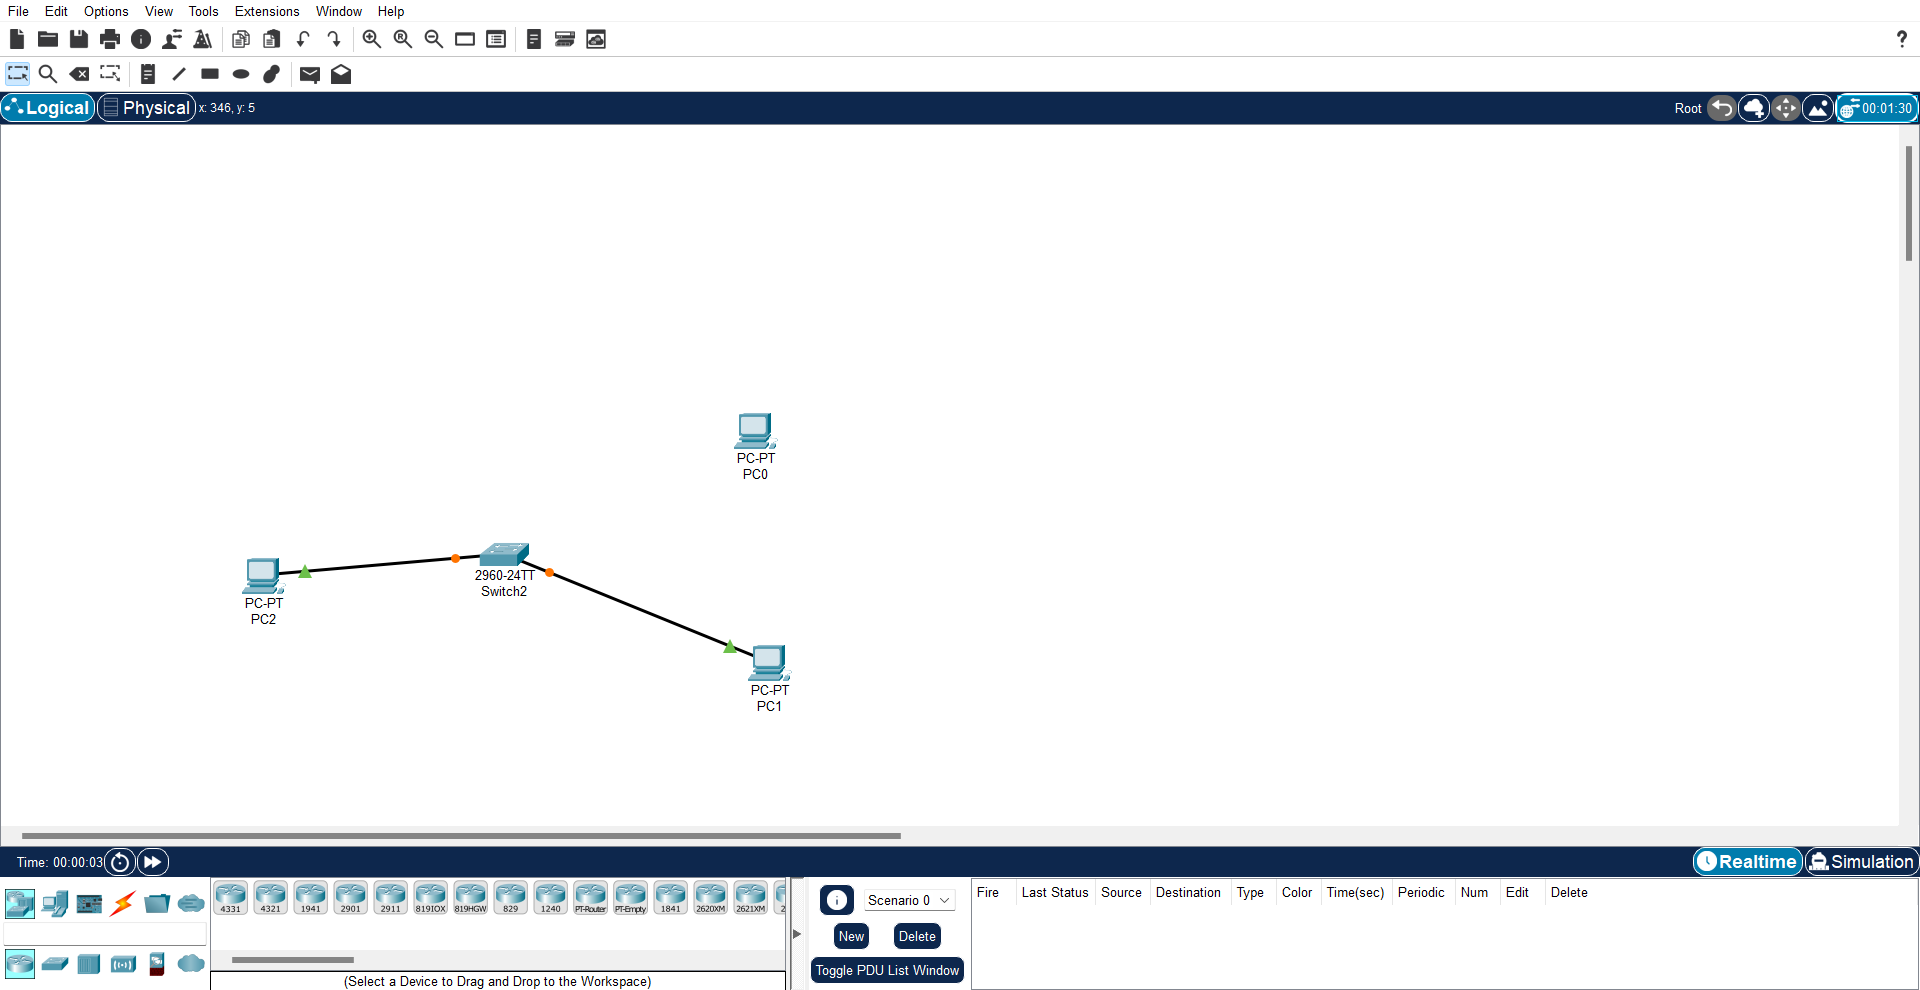 File Edit Options View Tools Extensions Window Help
?
Logical Physical x: 346, y: 5 Root 00:01:30
PC-PT
PC0
2960-24TT
Switch2
PC-PT
PC2
PC-PT
PC1
Time: 00:00:03 Realtime Simulation
4331 4321 1941 2901 2911 819IOX 819HGW 829 1240 PT-Router PT-Empty 1841 2620XM 2621XM 2
Scenario 0
New Delete
Toggle PDU List Window
(Select a Device to Drag and Drop to the Workspace)
Fire Last Status Source Destination Type Color Time(sec) Periodic Num Edit Delete